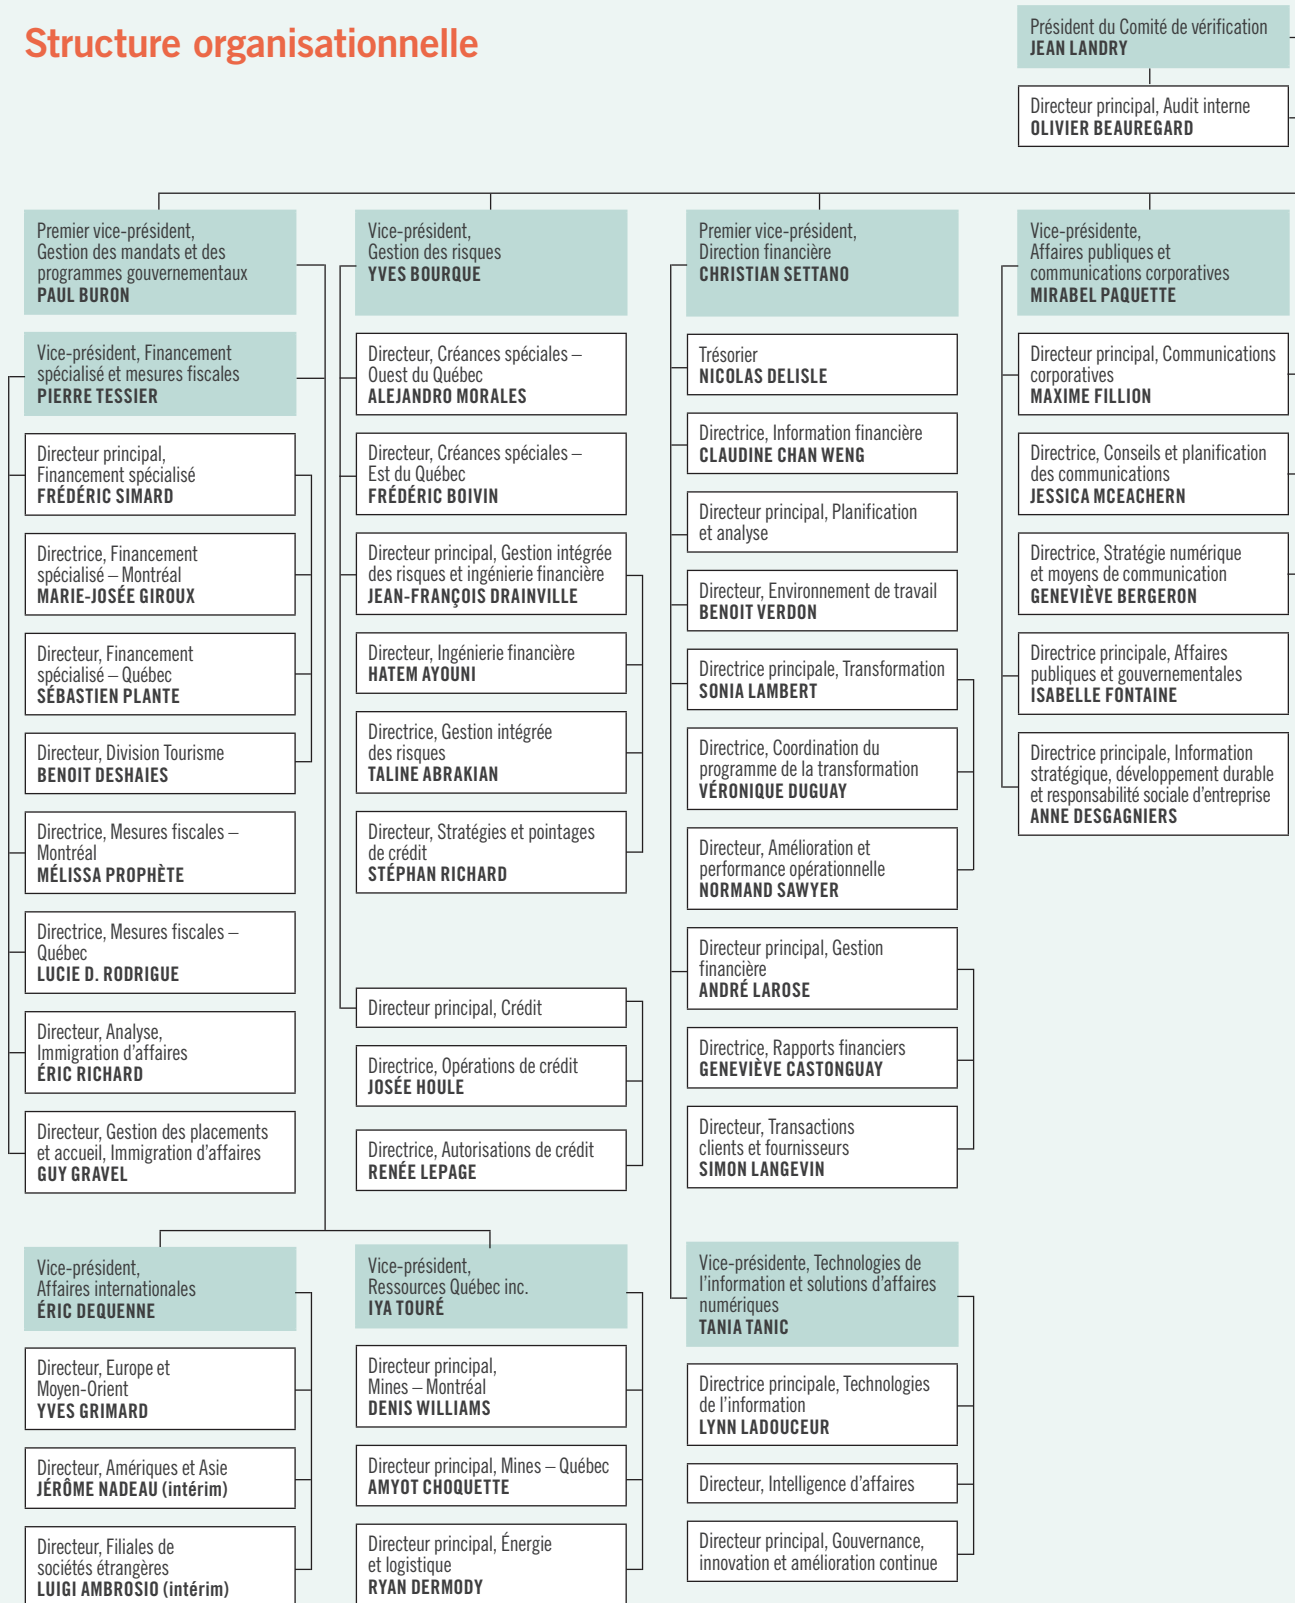 Structure organisationnelle
Président du Comité de vérification
JEAN LANDRY
Directeur principal, Audit interne
OLIVIER BEAUREGARD
Premier vice-président,
Gestion des mandats et des
programmes gouvernementaux
PAUL BURON
Vice-président, Financement
spécialisé et mesures fiscales
PIERRE TESSIER
Directeur principal,
Financement spécialisé
FRÉDÉRIC SIMARD
Directrice, Financement
spécialisé – Montréal
MARIE-JOSÉE GIROUX
Directeur, Financement
spécialisé – Québec
SÉBASTIEN PLANTE
Directeur, Division Tourisme
BENOIT DESHAIES
Directrice, Mesures fiscales –
Montréal
MÉLISSA PROPHÈTE
Directrice, Mesures fiscales –
Québec
LUCIE D. RODRIGUE
Directeur, Analyse,
Immigration d'affaires
ÉRIC RICHARD
Directeur, Gestion des placements
et accueil, Immigration d'affaires
GUY GRAVEL
Vice-président,
Gestion des risques
YVES BOURQUE
Directeur, Créances spéciales –
Ouest du Québec
ALEJANDRO MORALES
Directeur, Créances spéciales –
Est du Québec
FRÉDÉRIC BOIVIN
Directeur principal, Gestion intégrée
des risques et ingénierie financière
JEAN-FRANÇOIS DRAINVILLE
Directeur, Ingénierie financière
HATEM AYOUNI
Directrice, Gestion intégrée
des risques
TALINE ABRAKIAN
Directeur, Stratégies et pointages
de crédit
STÉPHAN RICHARD
Directeur principal, Crédit
Directrice, Opérations de crédit
JOSÉE HOULE
Directrice, Autorisations de crédit
RENÉE LEPAGE
Premier vice-président,
Direction financière
CHRISTIAN SETTANO
Trésorier
NICOLAS DELISLE
Directrice, Information financière
CLAUDINE CHAN WENG
Directeur principal, Planification
et analyse
Directeur, Environnement de travail
BENOIT VERDON
Directrice principale, Transformation
SONIA LAMBERT
Directrice, Coordination du
programme de la transformation
VÉRONIQUE DUGUAY
Directeur, Amélioration et
performance opérationnelle
NORMAND SAWYER
Directeur principal, Gestion
financière
ANDRÉ LAROSE
Directrice, Rapports financiers
GENEVIÈVE CASTONGUAY
Directeur, Transactions
clients et fournisseurs
SIMON LANGEVIN
Vice-présidente,
Affaires publiques et
communications corporatives
MIRABEL PAQUETTE
Directeur principal, Communications
corporatives
MAXIME FILLION
Directrice, Conseils et planification
des communications
JESSICA MCEACHERN
Directrice, Stratégie numérique
et moyens de communication
GENEVIÈVE BERGERON
Directrice principale, Affaires
publiques et gouvernementales
ISABELLE FONTAINE
Directrice principale, Information
stratégique, développement durable
et responsabilité sociale d'entreprise
ANNE DESGAGNIERS
Vice-président,
Affaires internationales
ÉRIC DEQUENNE
Directeur, Europe et
Moyen-Orient
YVES GRIMARD
Directeur, Amériques et Asie
JÉRÔME NADEAU (intérim)
Directeur, Filiales de
sociétés étrangères
LUIGI AMBROSIO (intérim)
Vice-président,
Ressources Québec inc.
IYA TOURÉ
Directeur principal,
Mines – Montréal
DENIS WILLIAMS
Directeur principal, Mines – Québec
AMYOT CHOQUETTE
Directeur principal, Énergie
et logistique
RYAN DERMODY
Vice-présidente, Technologies de
l'information et solutions d'affaires
numériques
TANIA TANIC
Directrice principale, Technologies
de l'information
LYNN LADOUCEUR
Directeur, Intelligence d'affaires
Directeur principal, Gouvernance,
innovation et amélioration continue